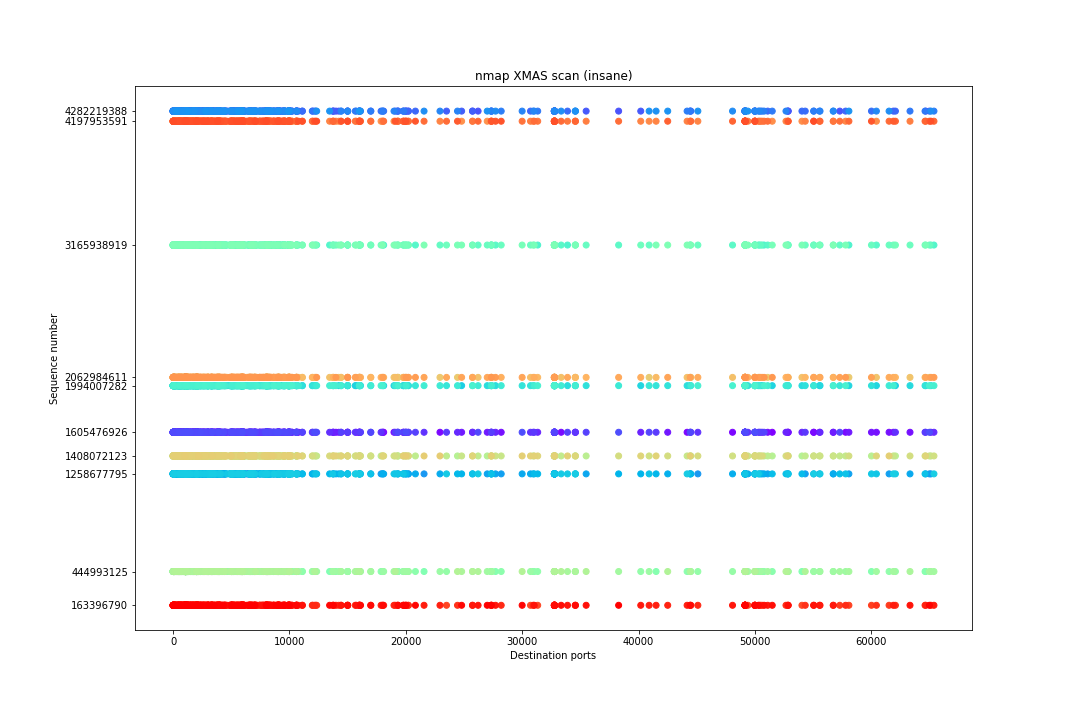 nmap XMAS scan (insane)
4282219388
4197953591
3165938919
2062984611
1994007282
1605476926
1408072123
1258677795
444993125
163396790
Sequence number
0 10000 20000 30000 40000 50000 60000
Destination ports